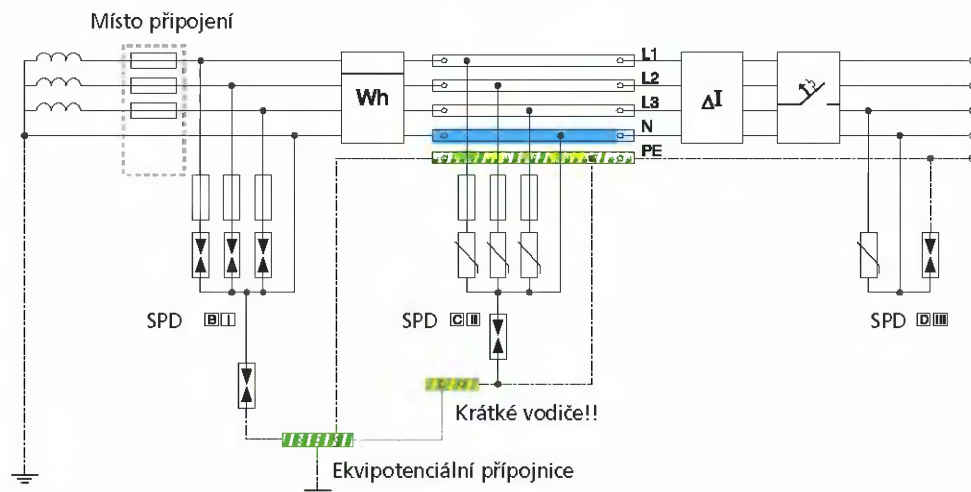 Místo připojení
Wh
L1
L2
L3
N
PE
ΔI
SPD B I
SPD C II
SPD D III
Krátké vodiče!!
Ekvipotenciální přípojnice